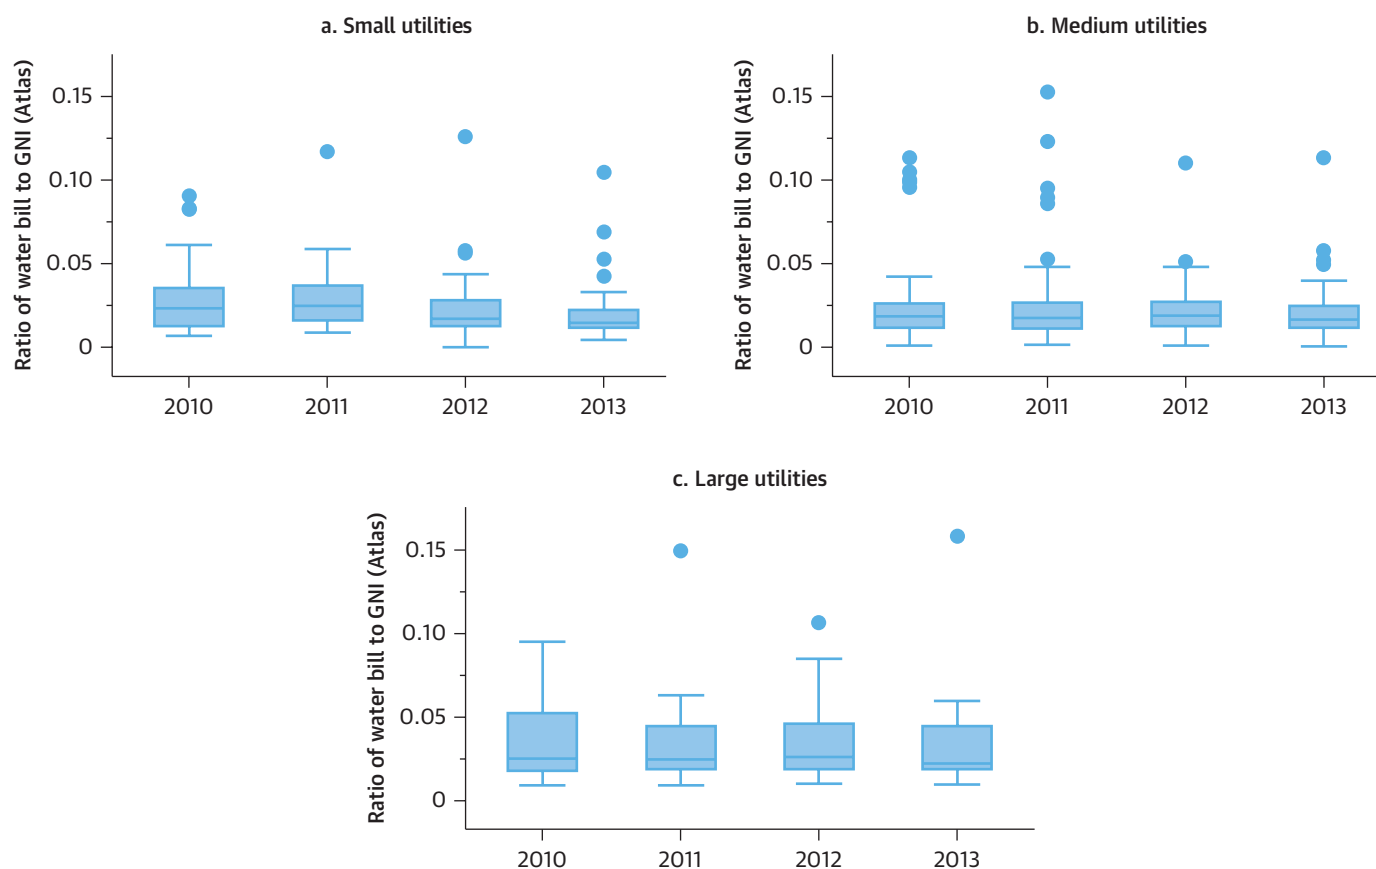 a. Small utilities
Ratio of water bill to GNI (Atlas)
0.15
0.10
0.05
0
2010 2011 2012 2013
b. Medium utilities
Ratio of water bill to GNI (Atlas)
0.15
0.10
0.05
0
2010 2011 2012 2013
c. Large utilities
Ratio of water bill to GNI (Atlas)
0.15
0.10
0.05
0
2010 2011 2012 2013